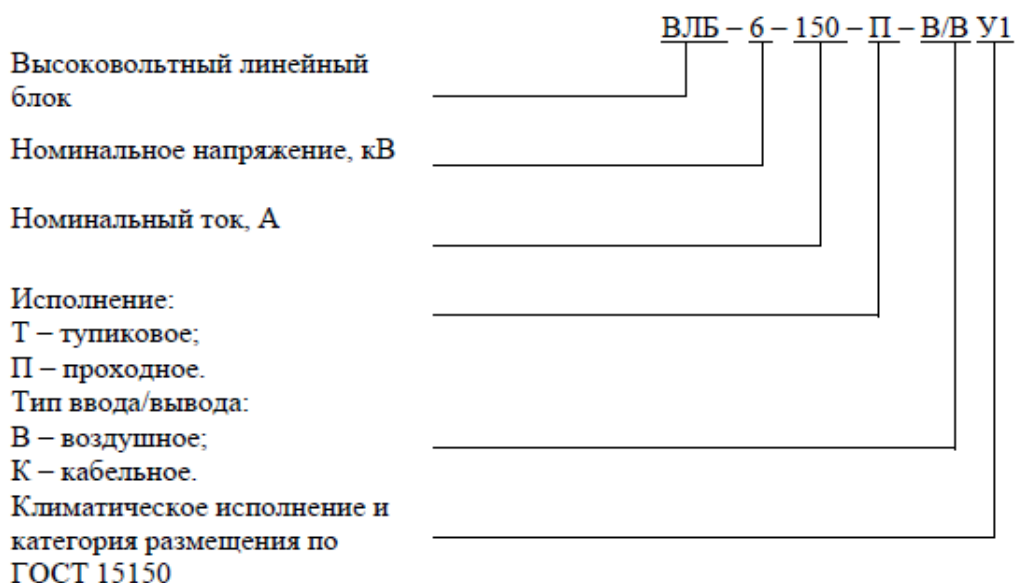 ВЛБ – 6 – 150 – П – В/В У1
Высоковольтный линейный
блок
Номинальное напряжение, кВ
Номинальный ток, А
Исполнение:
Т – тупиковое;
П – проходное.
Тип ввода/вывода:
В – воздушное;
К – кабельное.
Климатическое исполнение и
категория размещения по
ГОСТ 15150